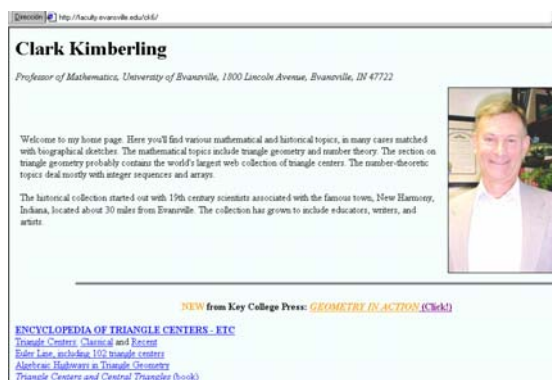 Dirección http://faculty.evansville.edu/ck6/
Clark Kimberling
Professor of Mathematics, University of Evansville, 1800 Lincoln Avenue, Evansville, IN 47722
Welcome to my home page. Here you'll find various mathematical and historical topics, in many cases matched
with biographical sketches. The mathematical topics include triangle geometry and number theory. The section on
triangle geometry probably contains the world's largest web collection of triangle centers. The number-theoretic
topics deal mostly with integer sequences and arrays.
The historical collection started out with 19th century scientists associated with the famous town, New Harmony,
Indiana, located about 30 miles from Evansville. The collection has grown to include educators, writers, and
artists.
NEW from Key College Press: GEOMETRY IN ACTION (Click!)
ENCYCLOPEDIA OF TRIANGLE CENTERS - ETC
Triangle Centers, Classical and Recent
Euler Line, including 102 triangle centers
Algebraic Highways in Triangle Geometry
Triangle Centers and Central Triangles (book)